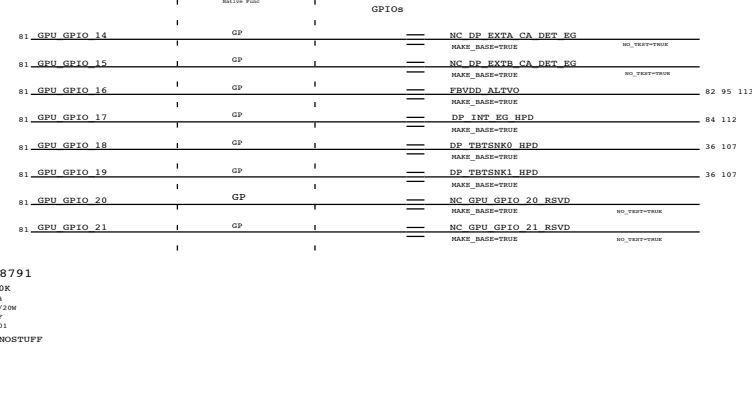 Native Func
GPIOs
81 GPU_GPIO_14 GP NC_DP_EXTA_CA_DET_EG
MAKE_BASE=TRUE NO_TEST=TRUE
81 GPU_GPIO_15 GP NC_DP_EXTB_CA_DET_EG
MAKE_BASE=TRUE NO_TEST=TRUE
81 GPU_GPIO_16 GP FBVDD_ALTVO 82 95 113
MAKE_BASE=TRUE
81 GPU_GPIO_17 GP DP_INT_EG_HPD 84 112
MAKE_BASE=TRUE
81 GPU_GPIO_18 GP DP_TBTSNK0_HPD 36 107
MAKE_BASE=TRUE
81 GPU_GPIO_19 GP DP_TBTSNK1_HPD 36 107
MAKE_BASE=TRUE
81 GPU_GPIO_20 GP NC_GPU_GPIO_20_RSVD
MAKE_BASE=TRUE NO_TEST=TRUE
81 GPU_GPIO_21 GP NC_GPU_GPIO_21_RSVD
MAKE_BASE=TRUE NO_TEST=TRUE
8791
0K
/20W
01
NOSTUFF